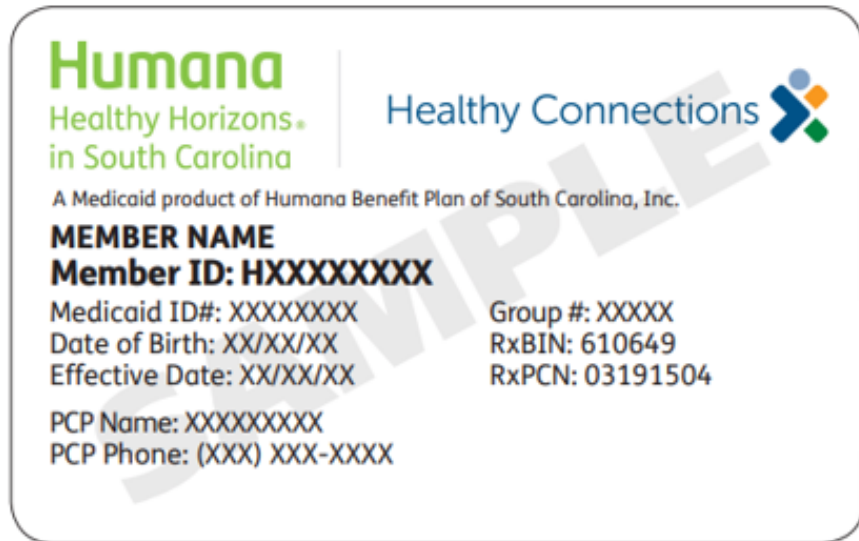 Humana
Healthy Horizons®
in South Carolina
Healthy Connections
A Medicaid product of Humana Benefit Plan of South Carolina, Inc.
MEMBER NAME
Member ID: HXXXXXXXX
Medicaid ID#: XXXXXXXX
Group #: XXXXX
Date of Birth: XX/XX/XX
RxBIN: 610649
Effective Date: XX/XX/XX
RxPCN: 03191504
PCP Name: XXXXXXXXX
PCP Phone: (XXX) XXX-XXXX
SAMPLE